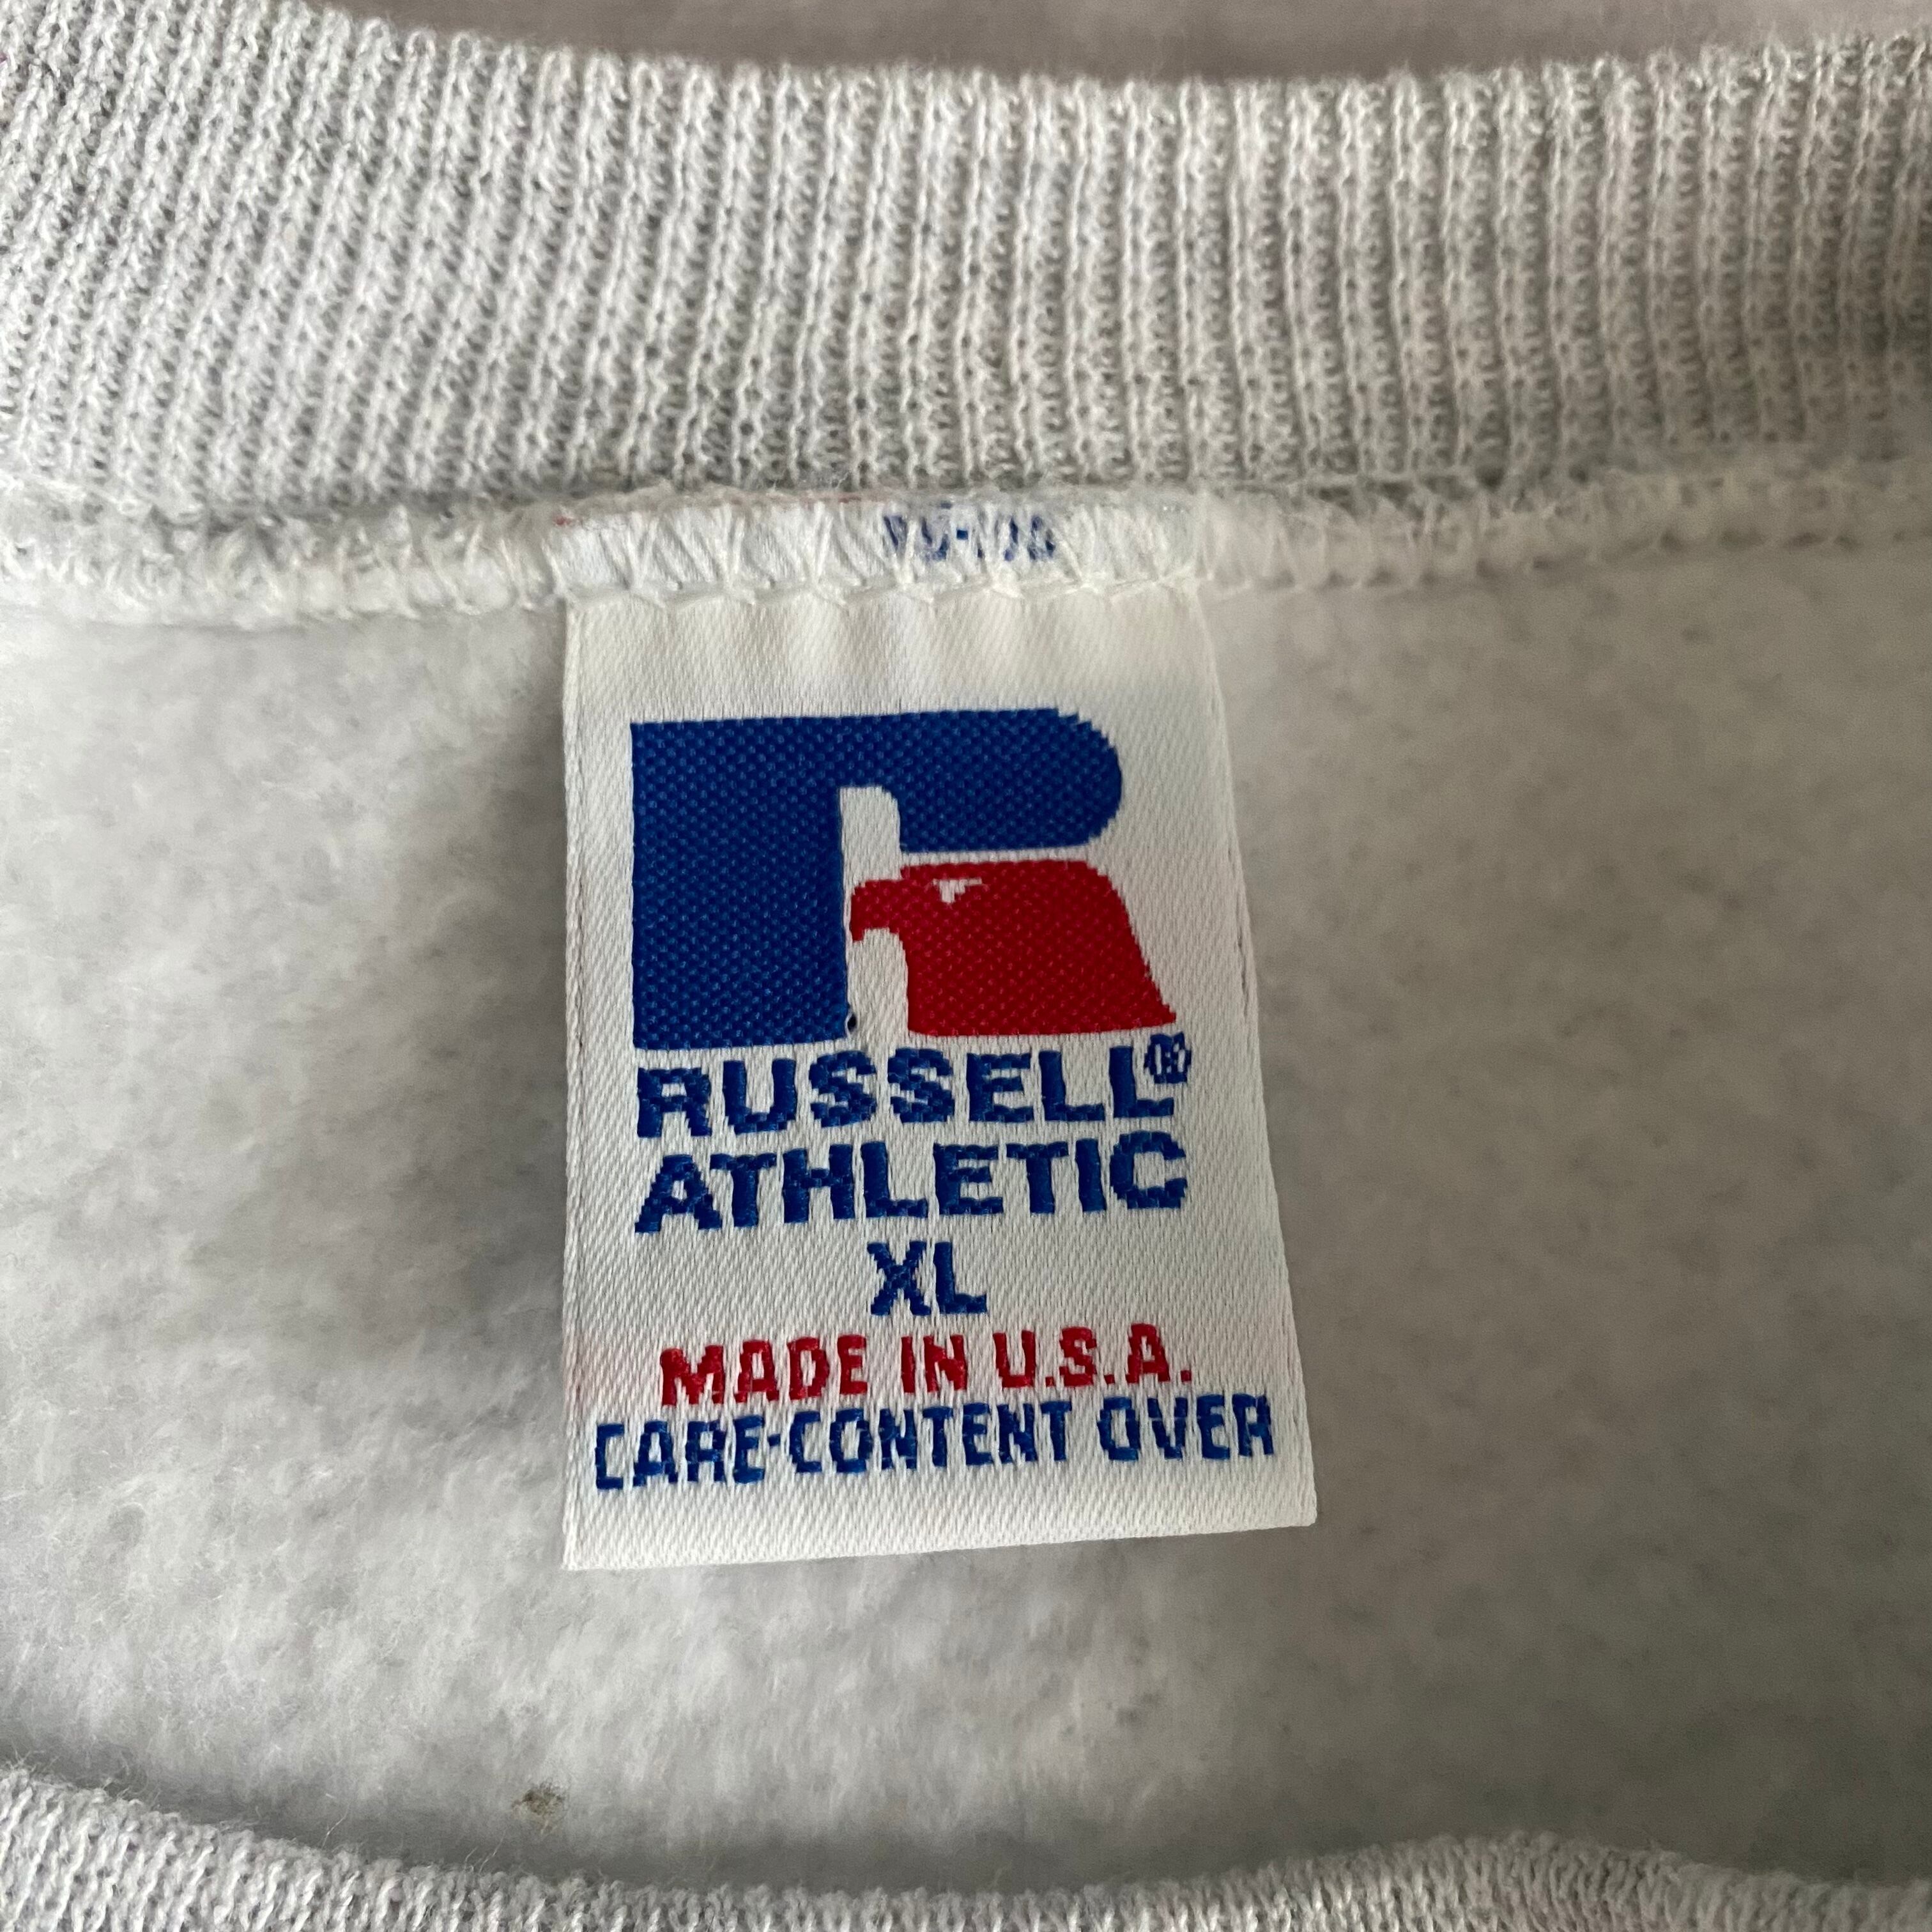 RUSSELL®
ATHLETIC
XL
MADE IN U.S.A.
CARE·CONTENT OVER